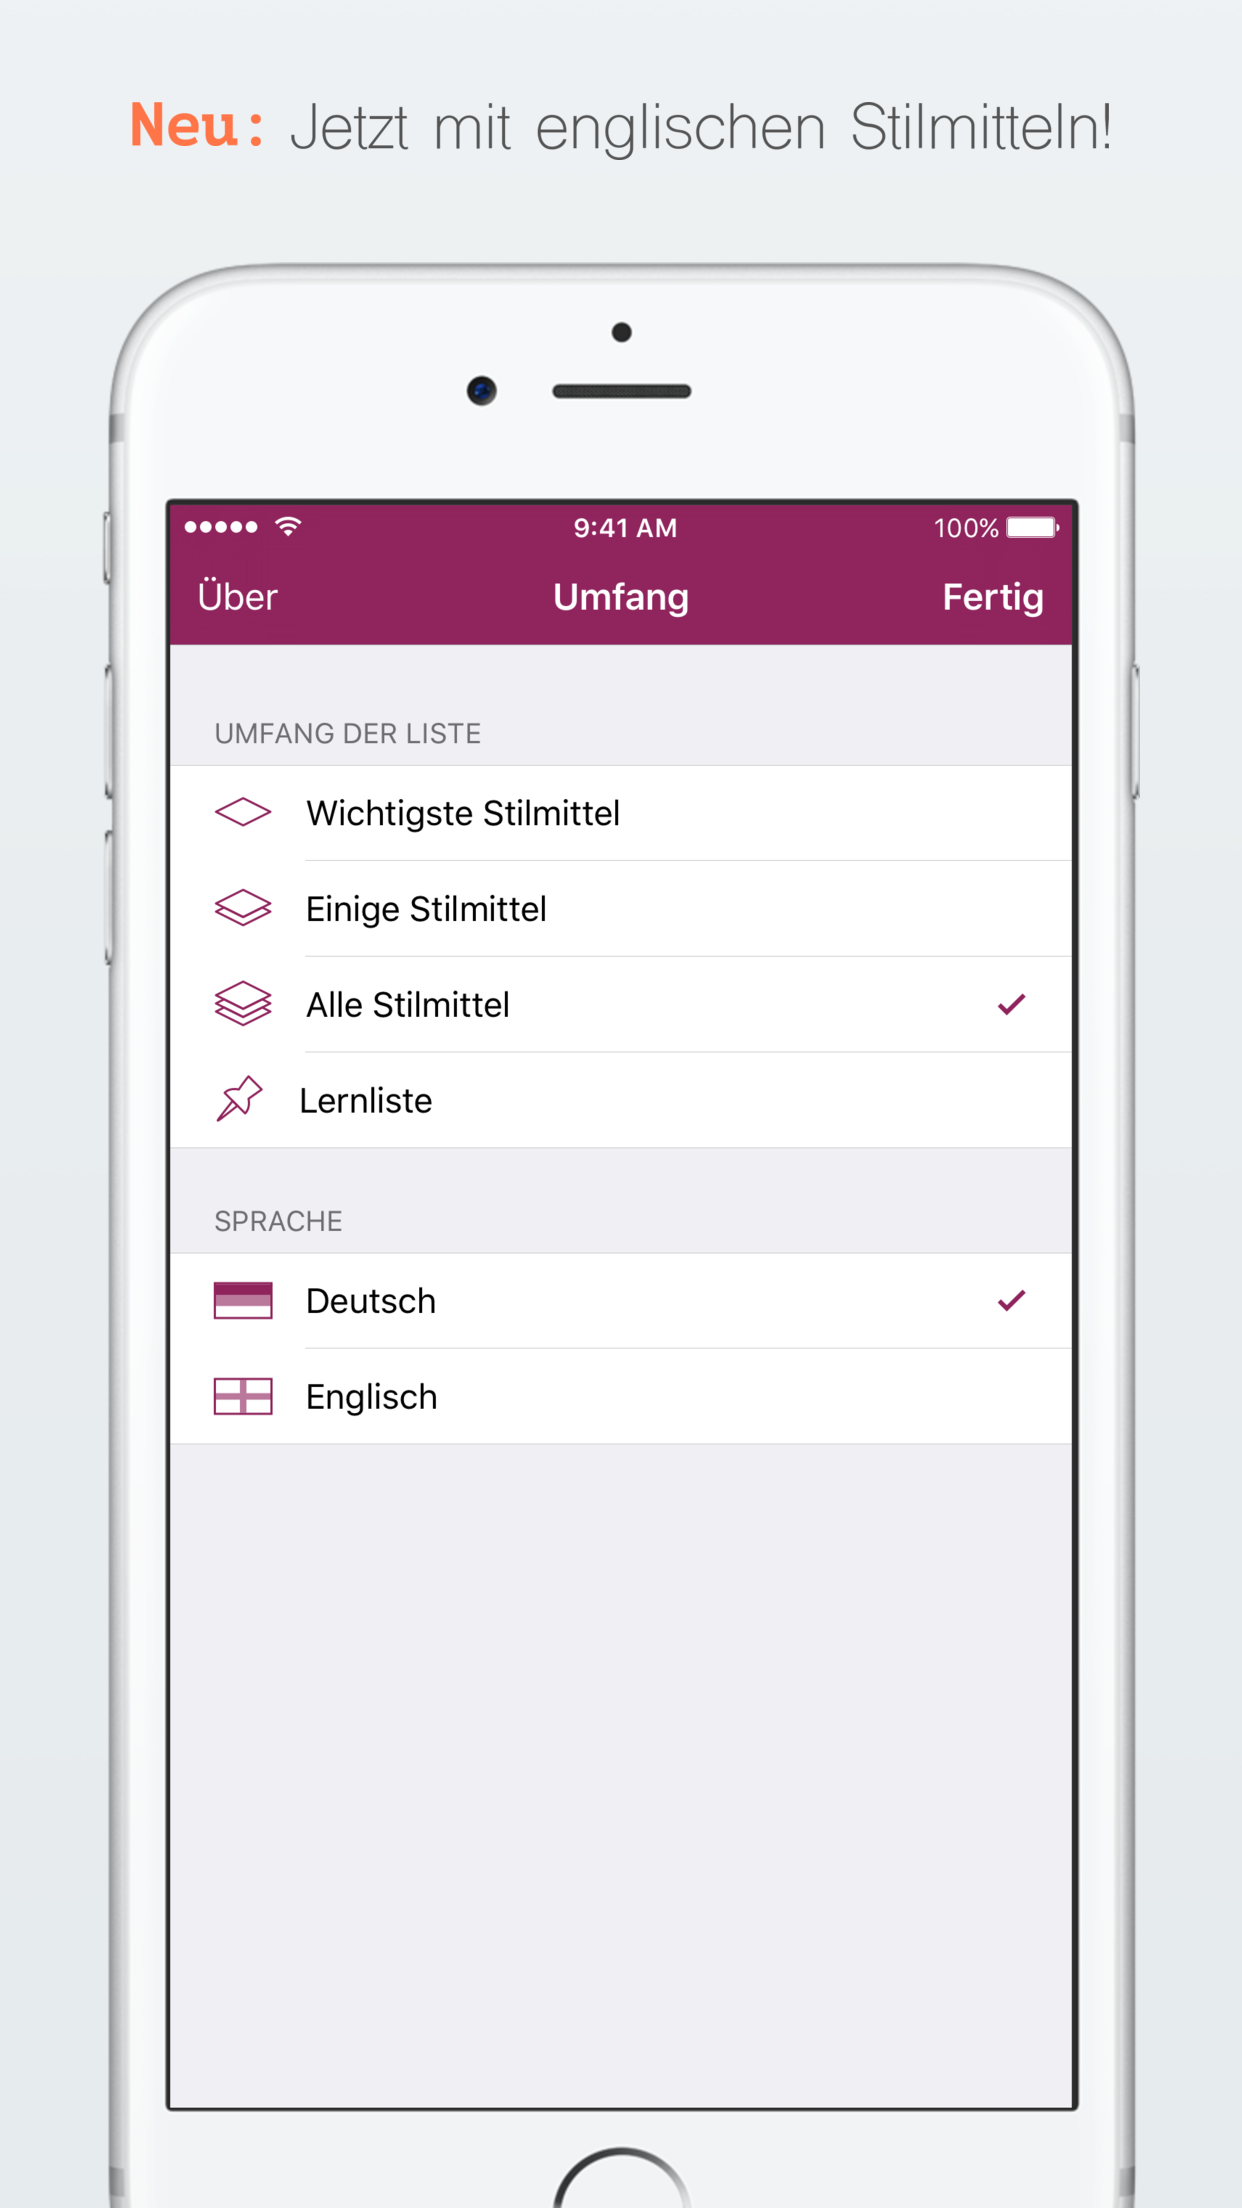 Neu: Jetzt mit englischen Stilmitteln!
9:41 AM 100%
Über Umfang Fertig
UMFANG DER LISTE
Wichtigste Stilmittel
Einige Stilmittel
Alle Stilmittel
Lernliste
SPRACHE
Deutsch
Englisch